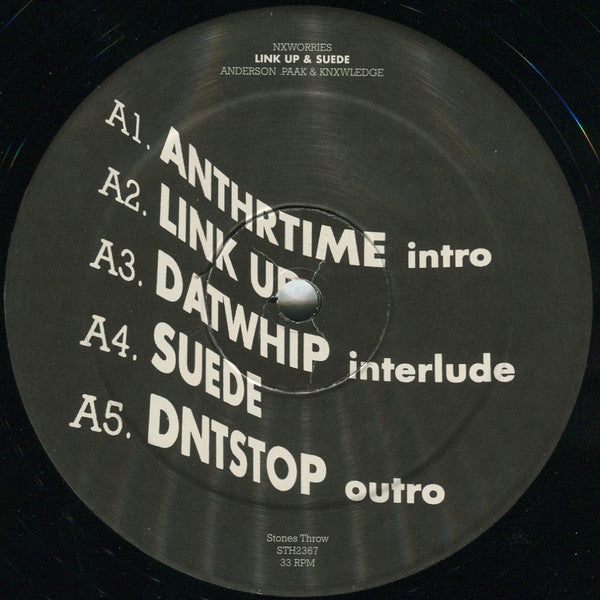 NXWORRIES
LINK UP & SUEDE
ANDERSON .PAAK & KNXWLEDGE
A1. ANTHRTIME intro
A2. LINK UP
A3. DATWHIP interlude
A4. SUEDE
A5. DNTSTOP outro
Stones Throw
STH2367
33 RPM